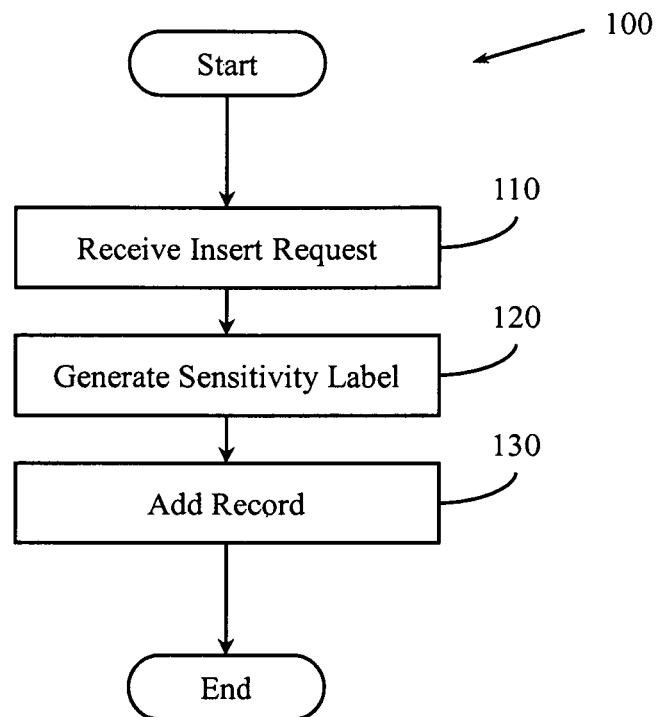 100
Start
110
Receive Insert Request
120
Generate Sensitivity Label
130
Add Record
End